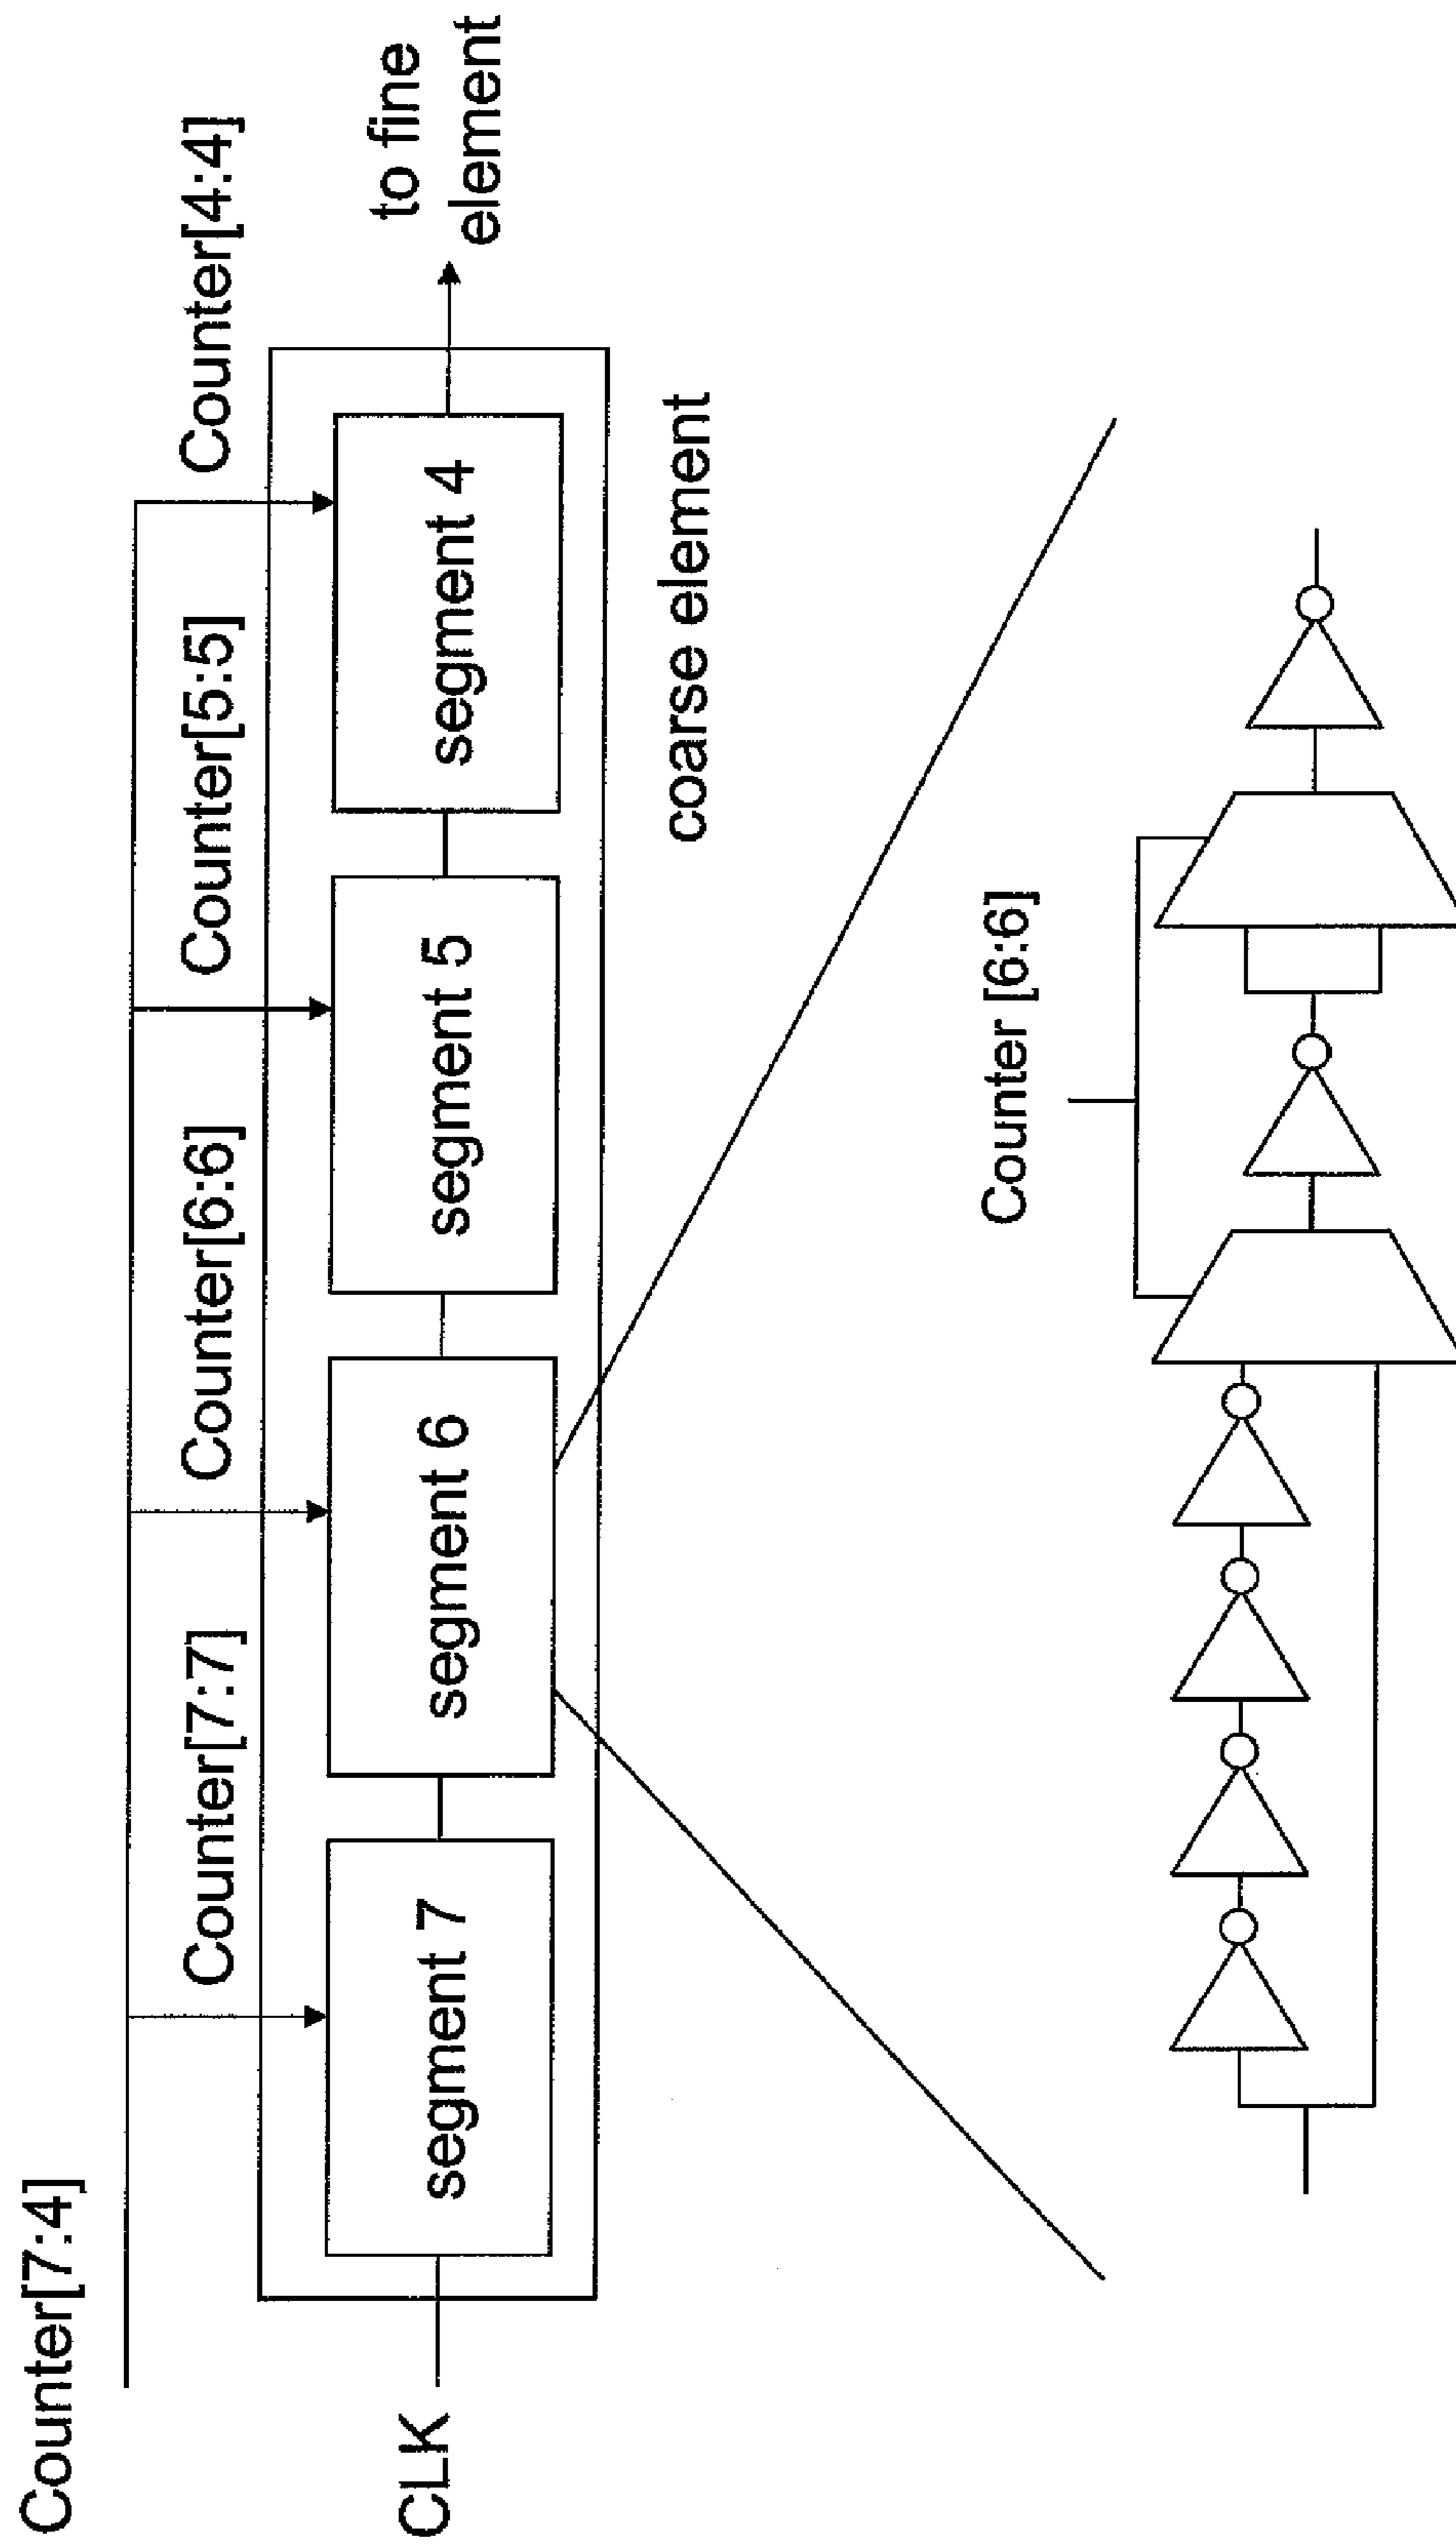 Counter[7:4]
Counter[7:7]
Counter[6:6]
Counter[5:5]
Counter[4:4]
CLK
segment 7
segment 6
segment 5
segment 4
to fine
element
coarse element
Counter [6:6]